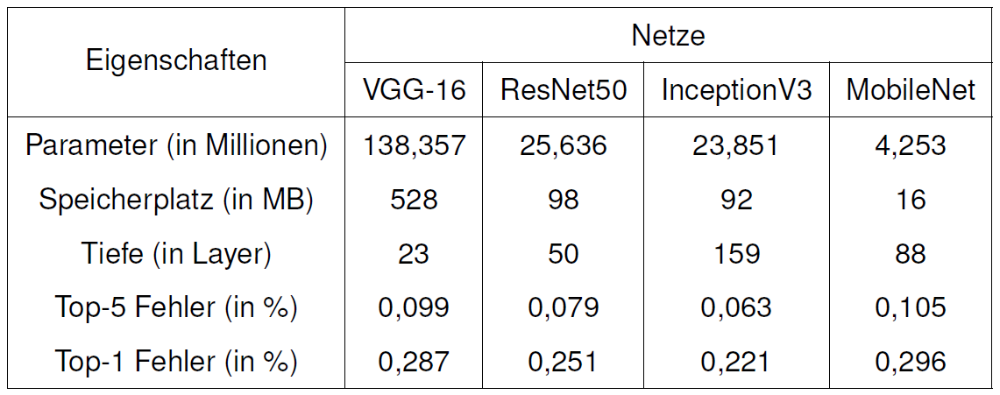 Eigenschaften
Netze
VGG-16 ResNet50 InceptionV3 MobileNet
Parameter (in Millionen) 138,357 25,636 23,851 4,253
Speicherplatz (in MB) 528 98 92 16
Tiefe (in Layer) 23 50 159 88
Top-5 Fehler (in %) 0,099 0,079 0,063 0,105
Top-1 Fehler (in %) 0,287 0,251 0,221 0,296